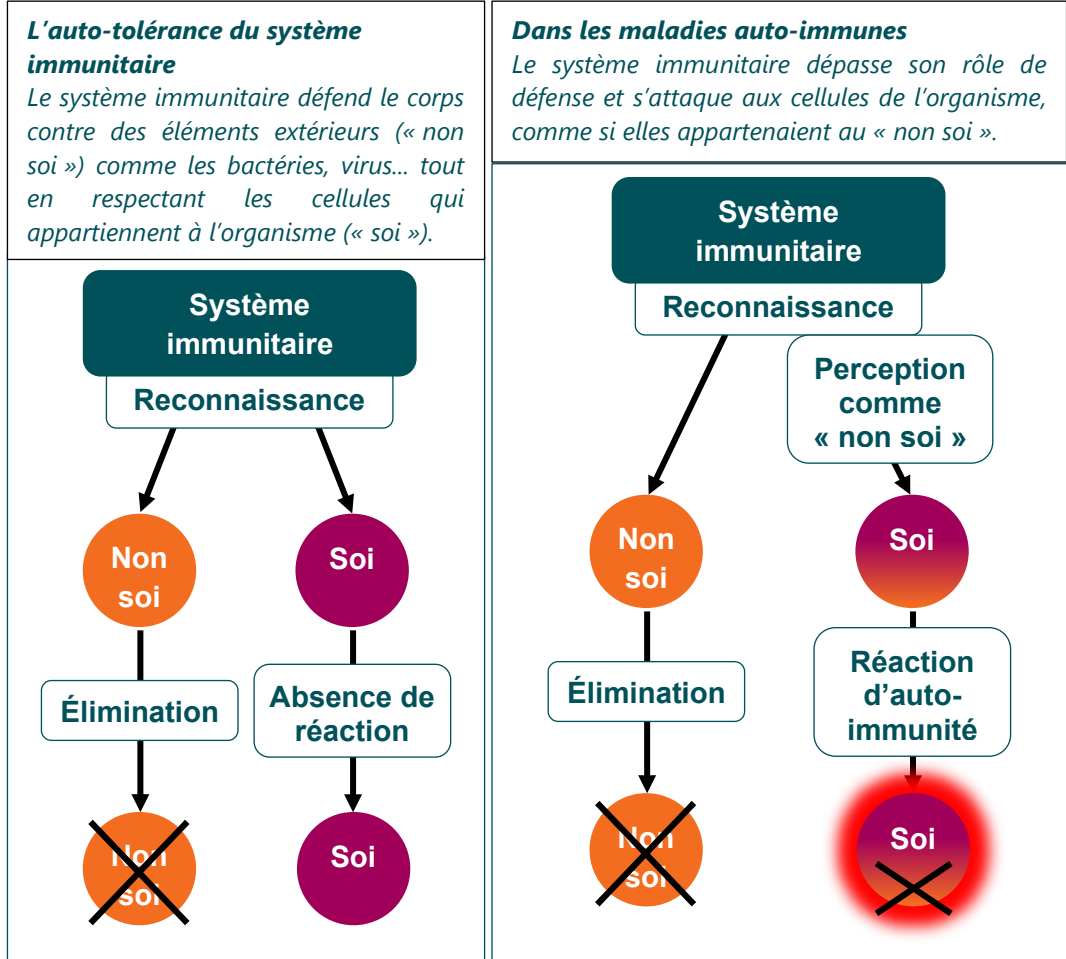 L'auto-tolérance du système
immunitaire
Le système immunitaire défend le corps
contre des éléments extérieurs (« non
soi ») comme les bactéries, virus... tout
en respectant les cellules qui
appartiennent à l'organisme (« soi »).
Système
immunitaire
Reconnaissance
Non
soi
Soi
Élimination
Absence de
réaction
Non
soi
Soi
Dans les maladies auto-immunes
Le système immunitaire dépasse son rôle de
défense et s'attaque aux cellules de l'organisme,
comme si elles appartenaient au « non soi ».
Système
immunitaire
Reconnaissance
Perception
comme
« non soi »
Non
soi
Soi
Élimination
Réaction
d'auto-
immunité
Non
soi
Soi